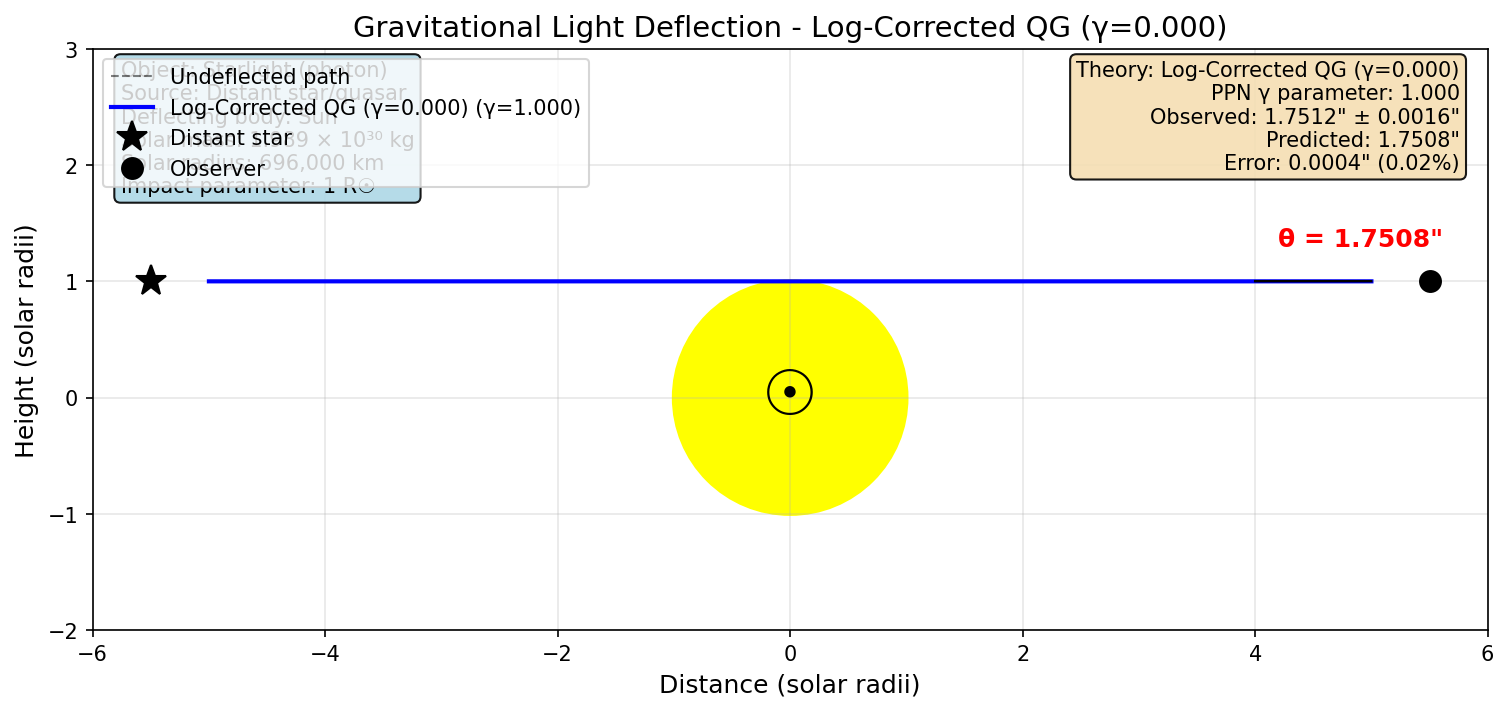 Gravitational Light Deflection - Log-Corrected QG (γ=0.000)
Object: Starlight (photon)
Source: Distant star/quasar
Deflecting body: Sun
Solar radius: 696,000 km
Impact parameter: 1 R☉
Undeflected path
Log-Corrected QG (γ=0.000) (γ=1.000)
Distant star
Observer
Theory: Log-Corrected QG (γ=0.000)
PPN γ parameter: 1.000
Observed: 1.7512" ± 0.0016"
Predicted: 1.7508"
Error: 0.0004" (0.02%)
θ = 1.7508"
Height (solar radii)
3
2
1
0
−1
−2
−6
−4
−2
0
2
4
6
Distance (solar radii)